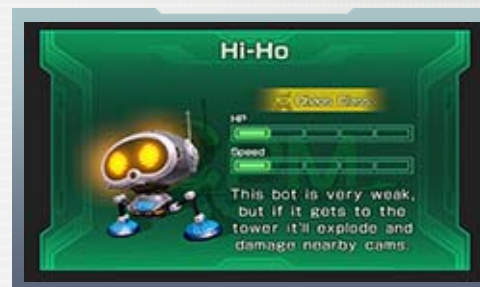 Hi-Ho
HP
Speed
This bot is very weak,
but if it gets to the
tower it'll explode and
damage nearby cams.